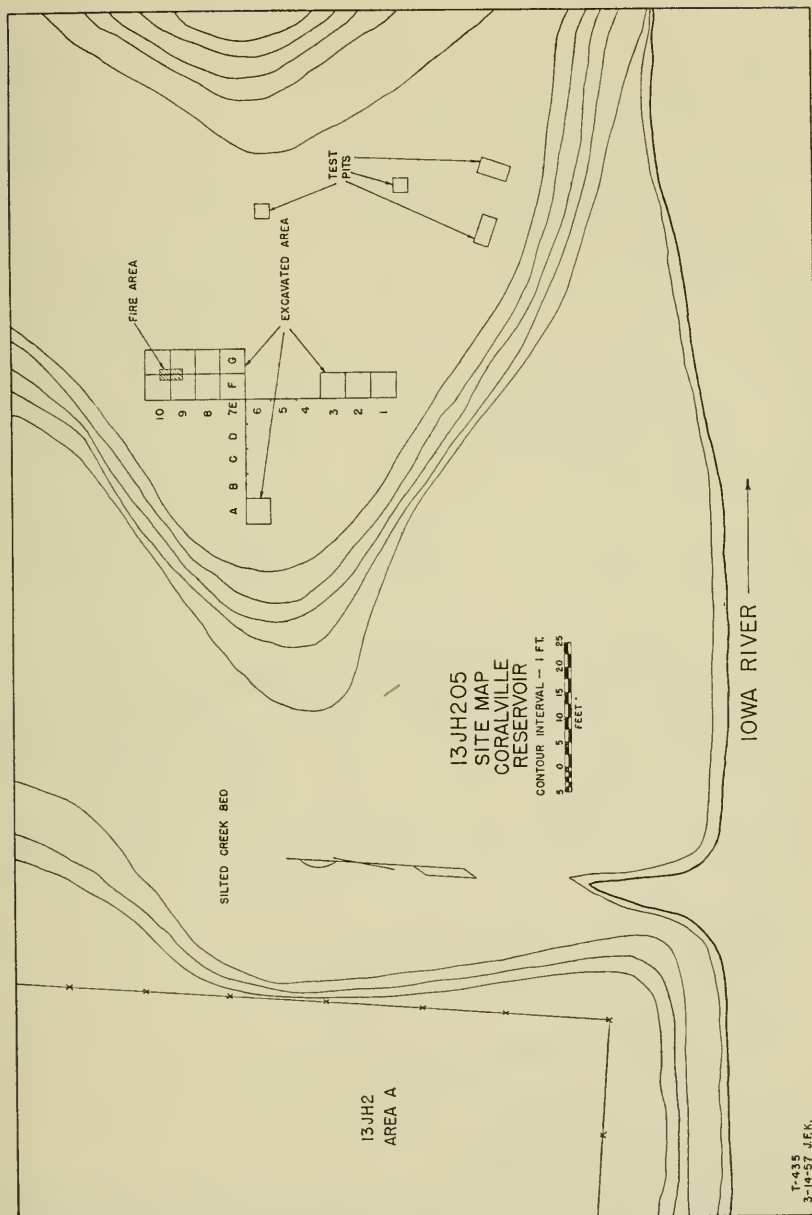 FIRE AREA
EXCAVATED AREA
TEST
PITS
10
9
8
7E F G
6
5
4
3
2
1
A B C D
SILTED CREEK BED
13JH205
SITE MAP
CORALVILLE
RESERVOIR
CONTOUR INTERVAL -- 1 FT.
5 0 5 10 15 20 25
FEET
13JH2
AREA A
IOWA RIVER
T-435
3-14-57 J.F.K.